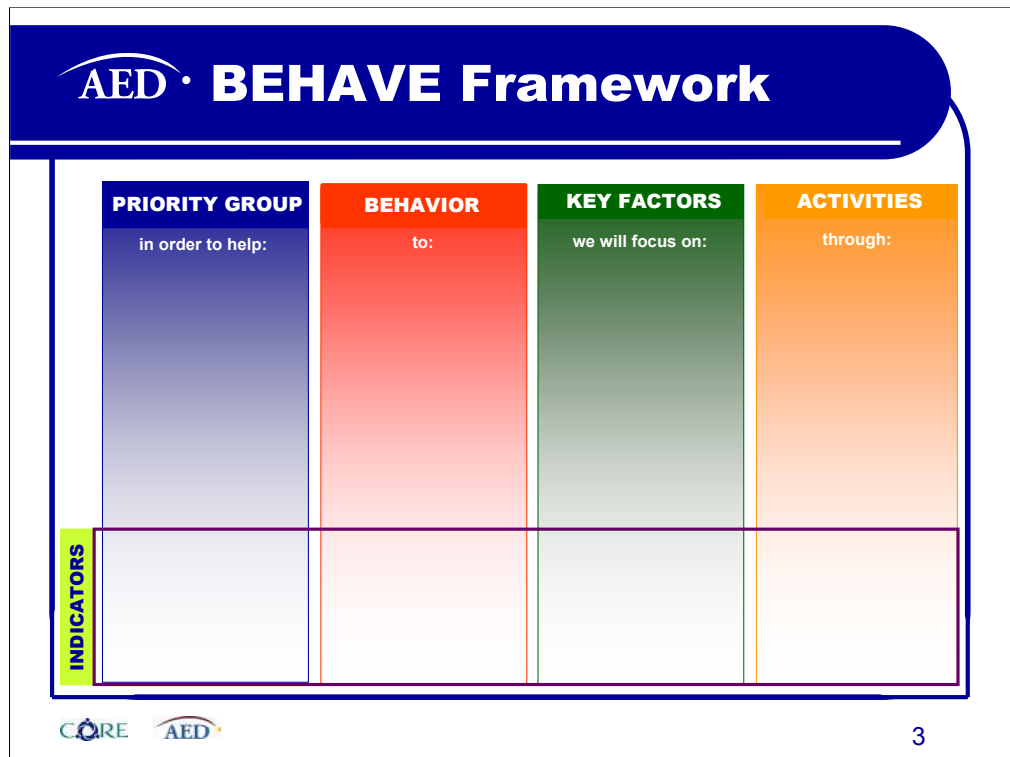 AED
BEHAVE Framework
PRIORITY GROUP
in order to help:
BEHAVIOR
to:
KEY FACTORS
we will focus on:
ACTIVITIES
through:
INDICATORS
CORE
AED
3